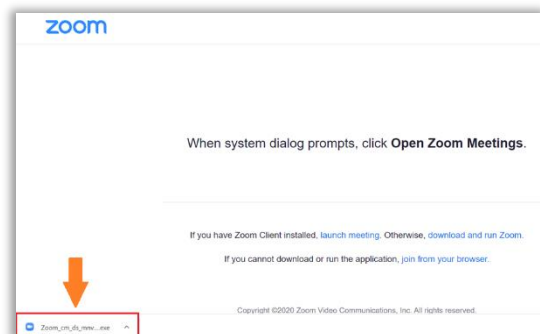 zoom
When system dialog prompts, click Open Zoom Meetings.
If you have Zoom Client installed, launch meeting. Otherwise, download and run Zoom.
If you cannot download or run the application, join from your browser.
Copyright ©2020 Zoom Video Communications, Inc. All rights reserved.
Zoom_cm_ds_mnv....exe